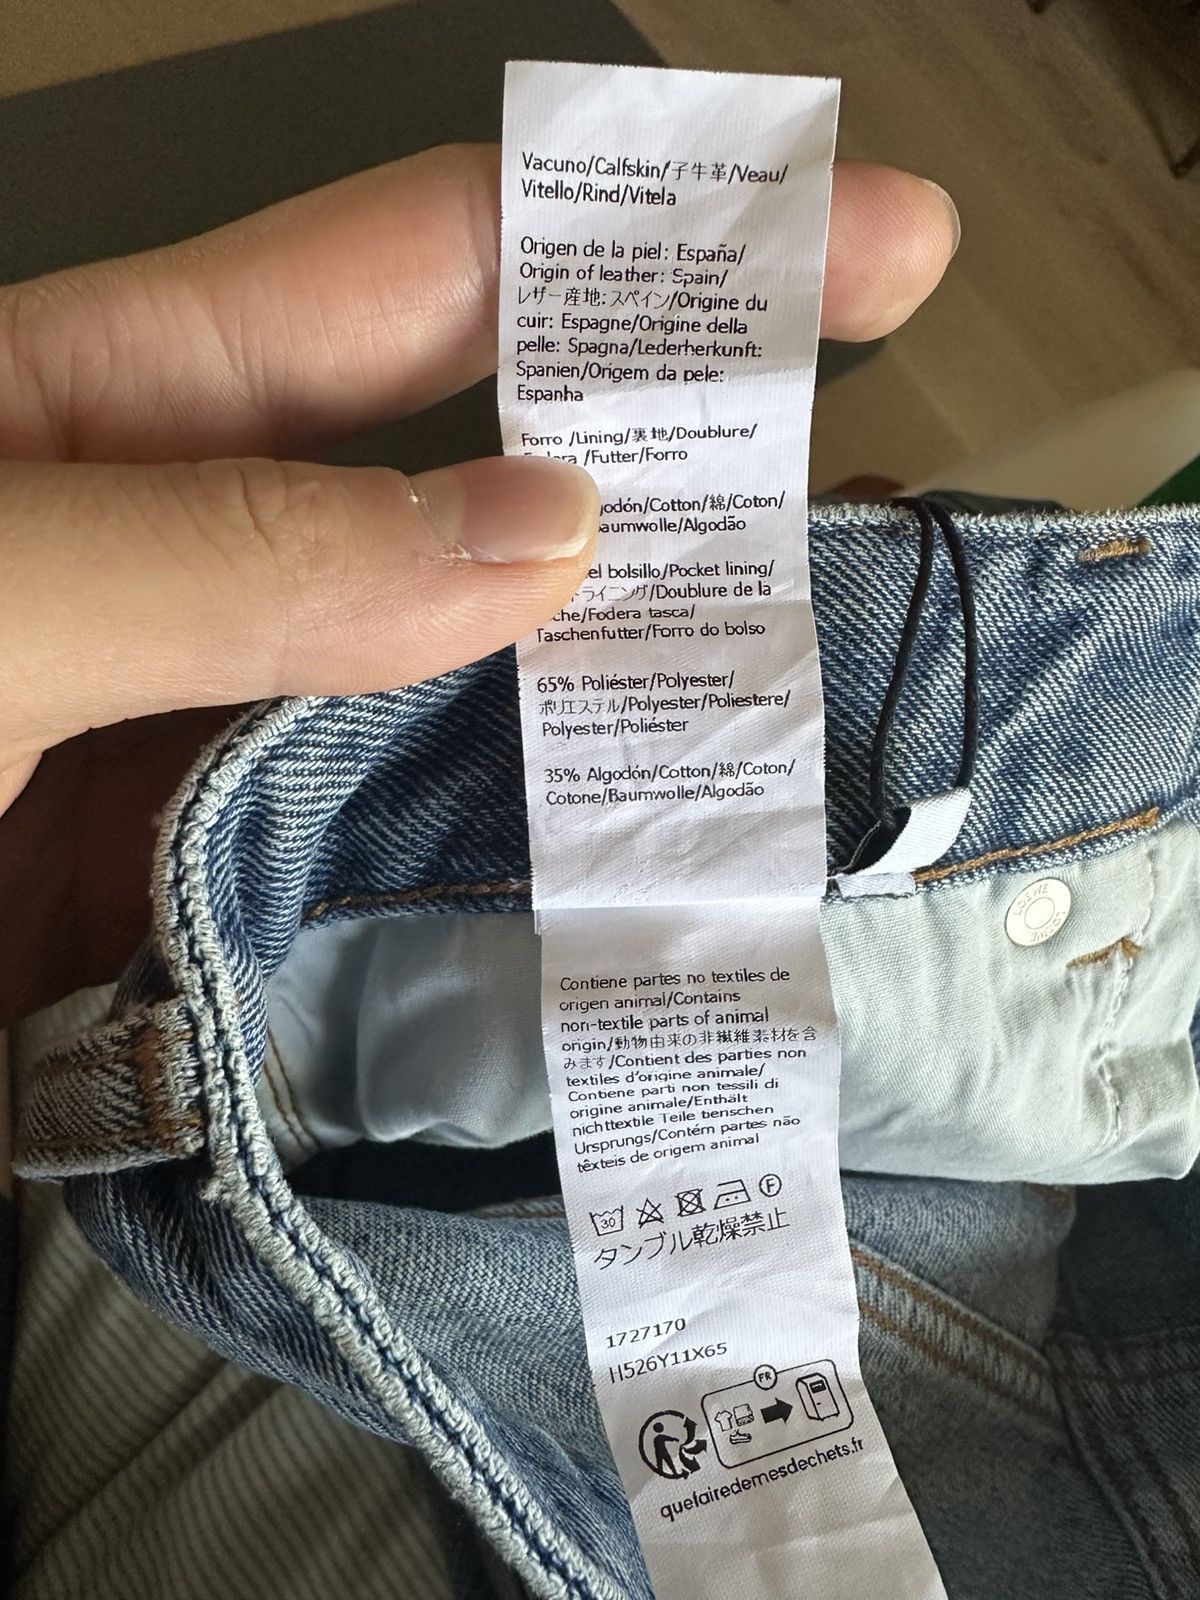 Vacuno/Calfskin/子牛革/Veau/
Vitello/Rind/Vitela
Origen de la piel: España/
Origin of leather: Spain/
レザー産地:スペイン/Origine du
cuir: Espagne/Origine della
pelle: Spagna/Lederherkunft:
Spanien/Origem da pele:
Espanha
Forro /Lining/裏地/Doublure/
/Futter/Forro
/Cotton/綿/Coton/
/Algodão
bolsillo/Pocket lining/
/Doublure de la
/Fodera tasca/
Taschenfutter/Forro do bolso
65% Poliéster/Polyester/
ポリエステル/Polyester/Poliestere/
Polyester/Poliéster
35% Algodón/Cotton/綿/Coton/
Cotone/Baumwolle/Algodão
LOEWE
Contiene partes no textiles de
origen animal/Contains
non-textile parts of animal
origin/動物由来の非繊維素材を含
みます/Contient des parties non
textiles d'origine animale/
Contiene parti non tessili di
origine animale/Enthält
nichttextile Teile tierischen
Ursprungs/Contém partes não
têxteis de origem animal
30 F
タンブル乾燥禁止
1727170
H526Y11X65
FR
quefairedemesdechets.fr